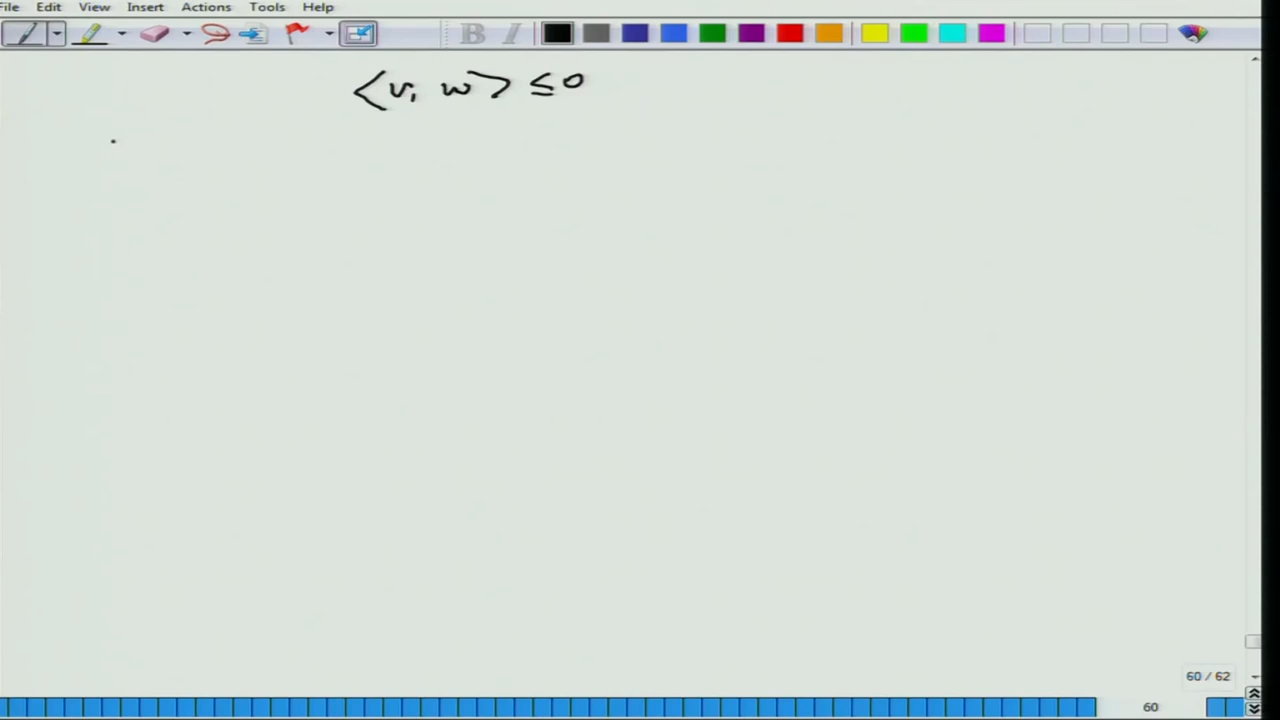 File Edit View Insert Actions Tools Help
B I
<v, w> ≤ 0
60 / 62
60